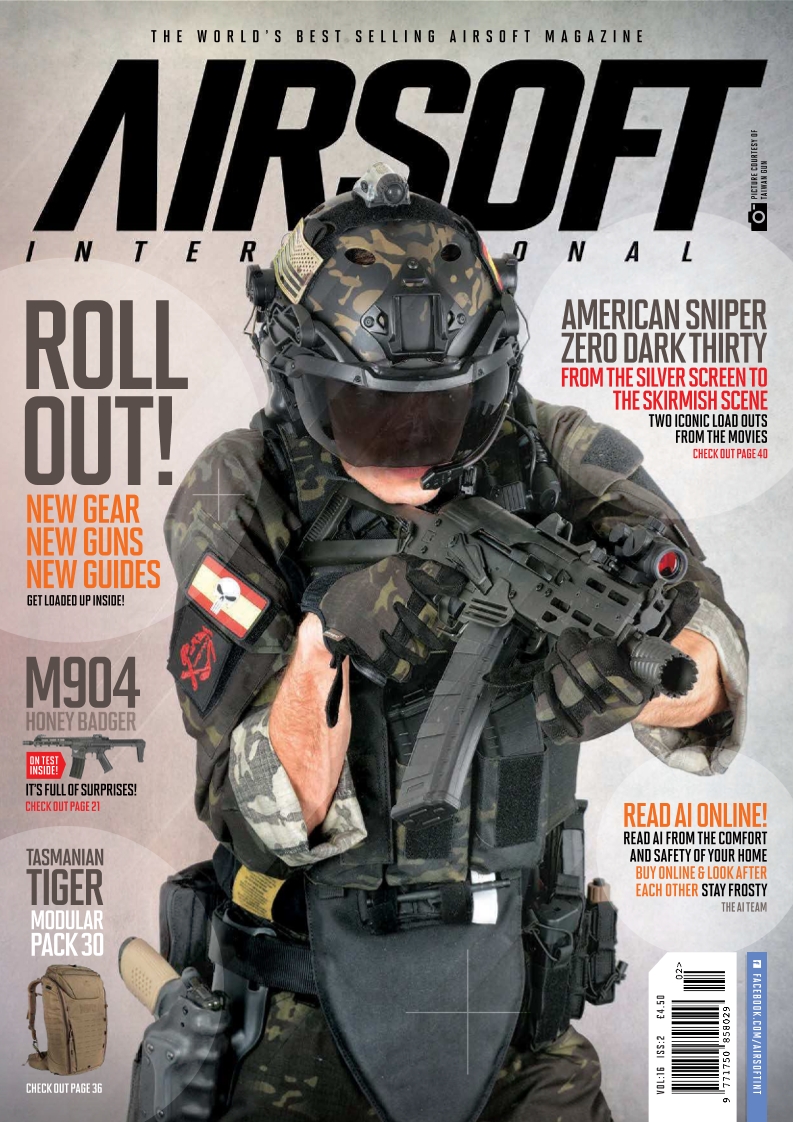 THE WORLD'S BEST SELLING AIRSOFT MAGAZINE
AIRSOFT
INTER ONAL
PICTURE COURTESY OF
TAIWAN GUN
ROLL
OUT!
NEW GEAR
NEW GUNS
NEW GUIDES
GET LOADED UP INSIDE!
AMERICAN SNIPER
ZERO DARK THIRTY
FROM THE SILVER SCREEN TO
THE SKIRMISH SCENE
TWO ICONIC LOAD OUTS
FROM THE MOVIES
CHECK OUT PAGE 40
M904
HONEY BADGER
ON TEST
INSIDE!
IT'S FULL OF SURPRISES!
CHECK OUT PAGE 21
TASMANIAN
TIGER
MODULAR
PACK 30
CHECK OUT PAGE 36
READ AI ONLINE!
READ AI FROM THE COMFORT
AND SAFETY OF YOUR HOME
BUY ONLINE & LOOK AFTER
EACH OTHER STAY FROSTY
THE AI TEAM
VOL:16 ISS:2 £4.50
02>
9 771750 858029
f FACEBOOK.COM/AIRSOFTINT